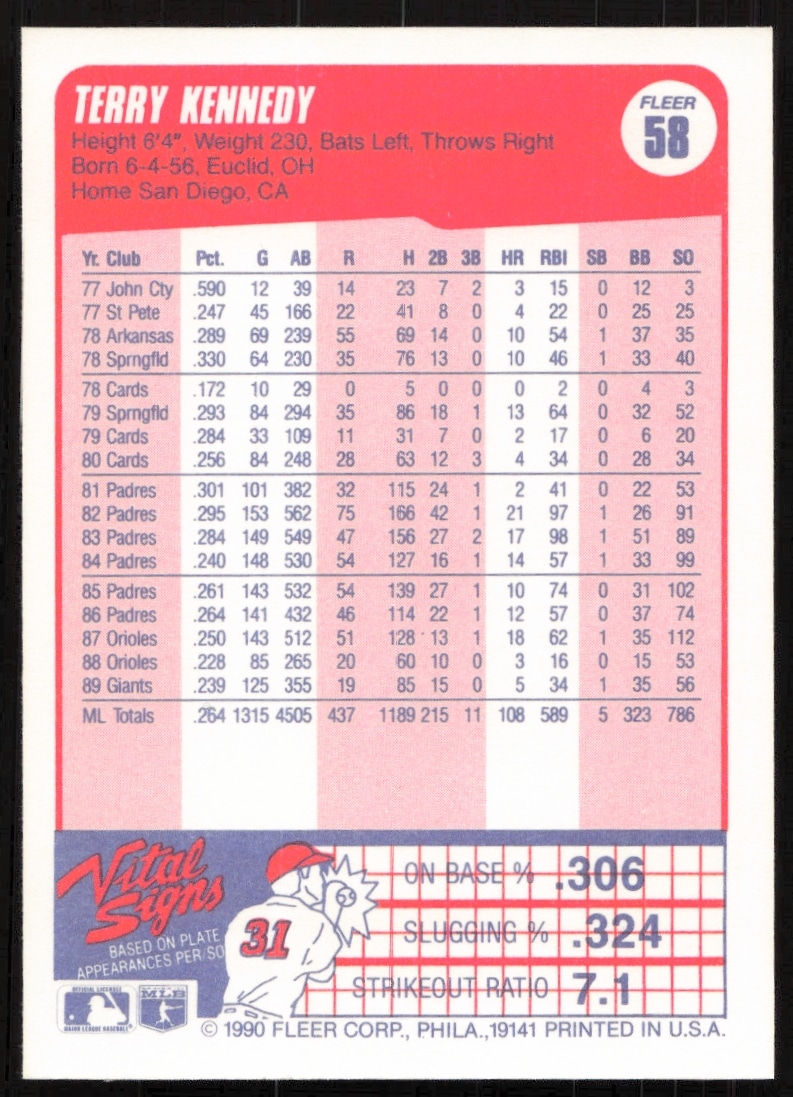 TERRY KENNEDY
FLEER
58
Height 6'4", Weight 230, Bats Left, Throws Right
Born 6-4-56, Euclid, OH
Home San Diego, CA
Yr. Club Pct. G AB R H 2B 3B HR RBI SB BB SO
77 John Cty .590 12 39 14 23 7 2 3 15 0 12 3
77 St Pete .247 45 166 22 41 8 0 4 22 0 25 25
78 Arkansas .289 69 239 55 69 14 0 10 54 1 37 35
78 Sprngfld .330 64 230 35 76 13 0 10 46 1 33 40
78 Cards .172 10 29 0 5 0 0 0 2 0 4 3
79 Sprngfld .293 84 294 35 86 18 1 13 64 0 32 52
79 Cards .284 33 109 11 31 7 0 2 17 0 6 20
80 Cards .256 84 248 28 63 12 3 4 34 0 28 34
81 Padres .301 101 382 32 115 24 1 2 41 0 22 53
82 Padres .295 153 562 75 166 42 1 21 97 1 26 91
83 Padres .284 149 549 47 156 27 2 17 98 1 51 89
84 Padres .240 148 530 54 127 16 1 14 57 1 33 99
85 Padres .261 143 532 54 139 27 1 10 74 0 31 102
86 Padres .264 141 432 46 114 22 1 12 57 0 37 74
87 Orioles .250 143 512 51 128 13 1 18 62 1 35 112
88 Orioles .228 85 265 20 60 10 0 3 16 0 15 53
89 Giants .239 125 355 19 85 15 0 5 34 1 35 56
ML Totals .264 1315 4505 437 1189 215 11 108 589 5 323 786
Vital
Signs
BASED ON PLATE
APPEARANCES PER SO
31
ON BASE % .306
SLUGGING % .324
STRIKEOUT RATIO 7.1
OFFICIAL LICENSEE
MAJOR LEAGUE BASEBALL
MLB
© 1990 FLEER CORP., PHILA.,19141 PRINTED IN U.S.A.